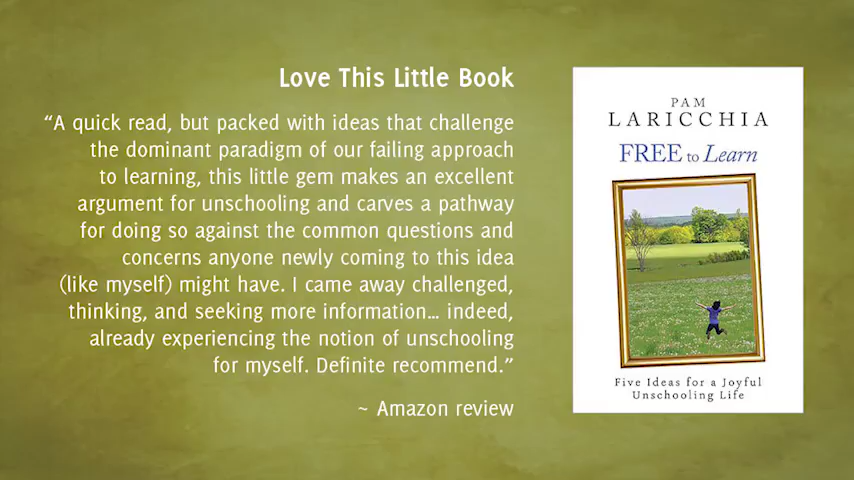 Love This Little Book
“A quick read, but packed with ideas that challenge
the dominant paradigm of our failing approach
to learning, this little gem makes an excellent
argument for unschooling and carves a pathway
for doing so against the common questions and
concerns anyone newly coming to this idea
(like myself) might have. I came away challenged,
thinking, and seeking more information... indeed,
already experiencing the notion of unschooling
for myself. Definite recommend.”
~ Amazon review
PAM
LARICCHIA
FREE to Learn
Five Ideas for a Joyful
Unschooling Life